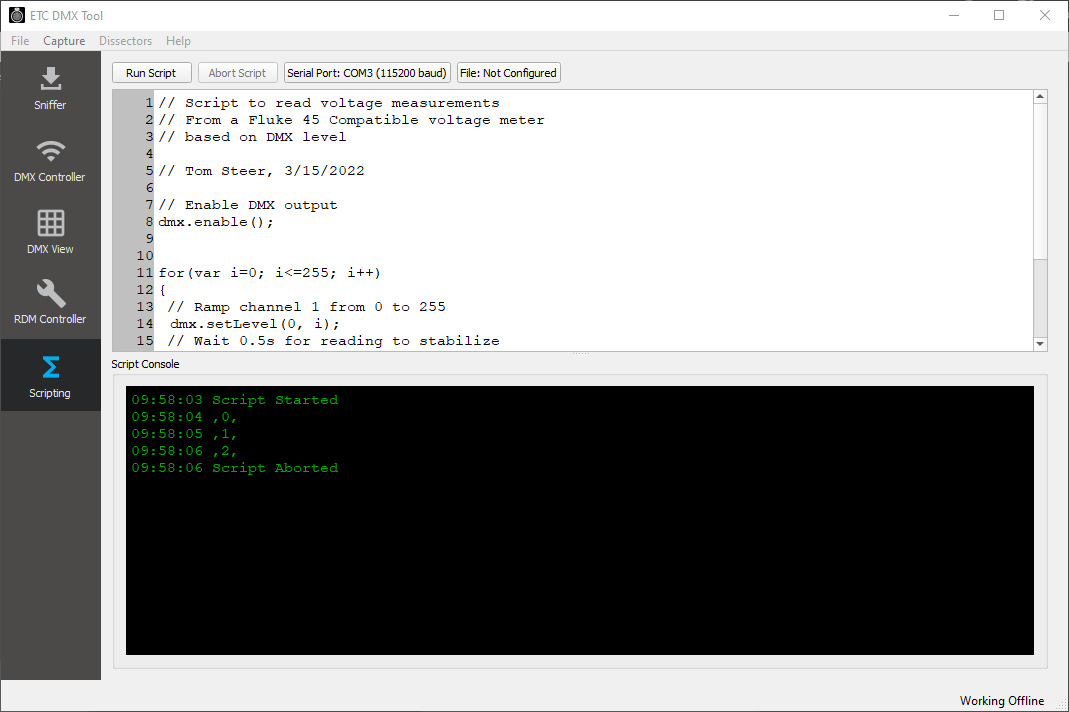 ETC DMX Tool
File Capture Dissectors Help
Sniffer
DMX Controller
DMX View
RDM Controller
Scripting
Run Script Abort Script Serial Port: COM3 (115200 baud) File: Not Configured
1 // Script to read voltage measurements
2 // From a Fluke 45 Compatible voltage meter
3 // based on DMX level
4
5 // Tom Steer, 3/15/2022
6
7 // Enable DMX output
8 dmx.enable();
9
10
11 for(var i=0; i<=255; i++)
12 {
13 // Ramp channel 1 from 0 to 255
14 dmx.setLevel(0, i);
15 // Wait 0.5s for reading to stabilize
Script Console
09:58:03 Script Started
09:58:04 ,0,
09:58:05 ,1,
09:58:06 ,2,
09:58:06 Script Aborted
Working Offline